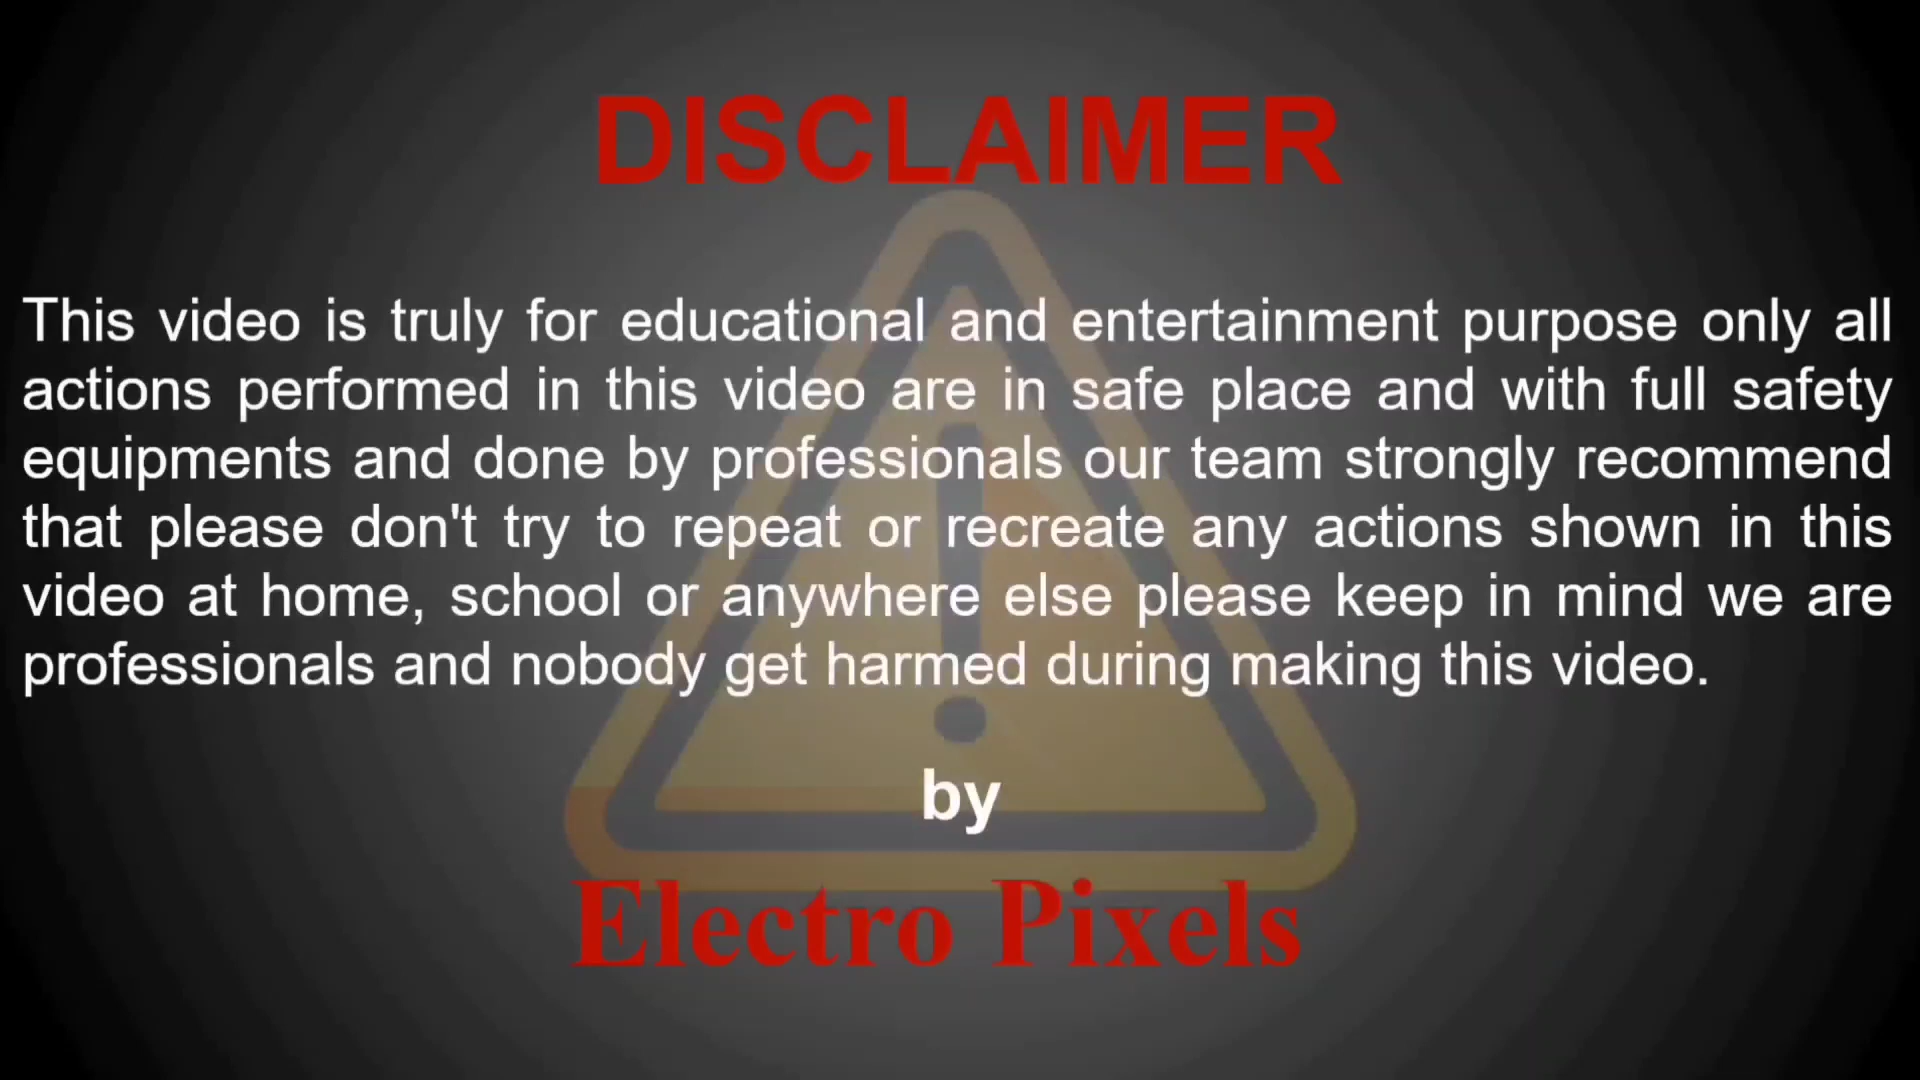 DISCLAIMER
This video is truly for educational and entertainment purpose only all
actions performed in this video are in safe place and with full safety
equipments and done by professionals our team strongly recommend
that please don't try to repeat or recreate any actions shown in this
video at home, school or anywhere else please keep in mind we are
professionals and nobody get harmed during making this video.
by
Electro Pixels